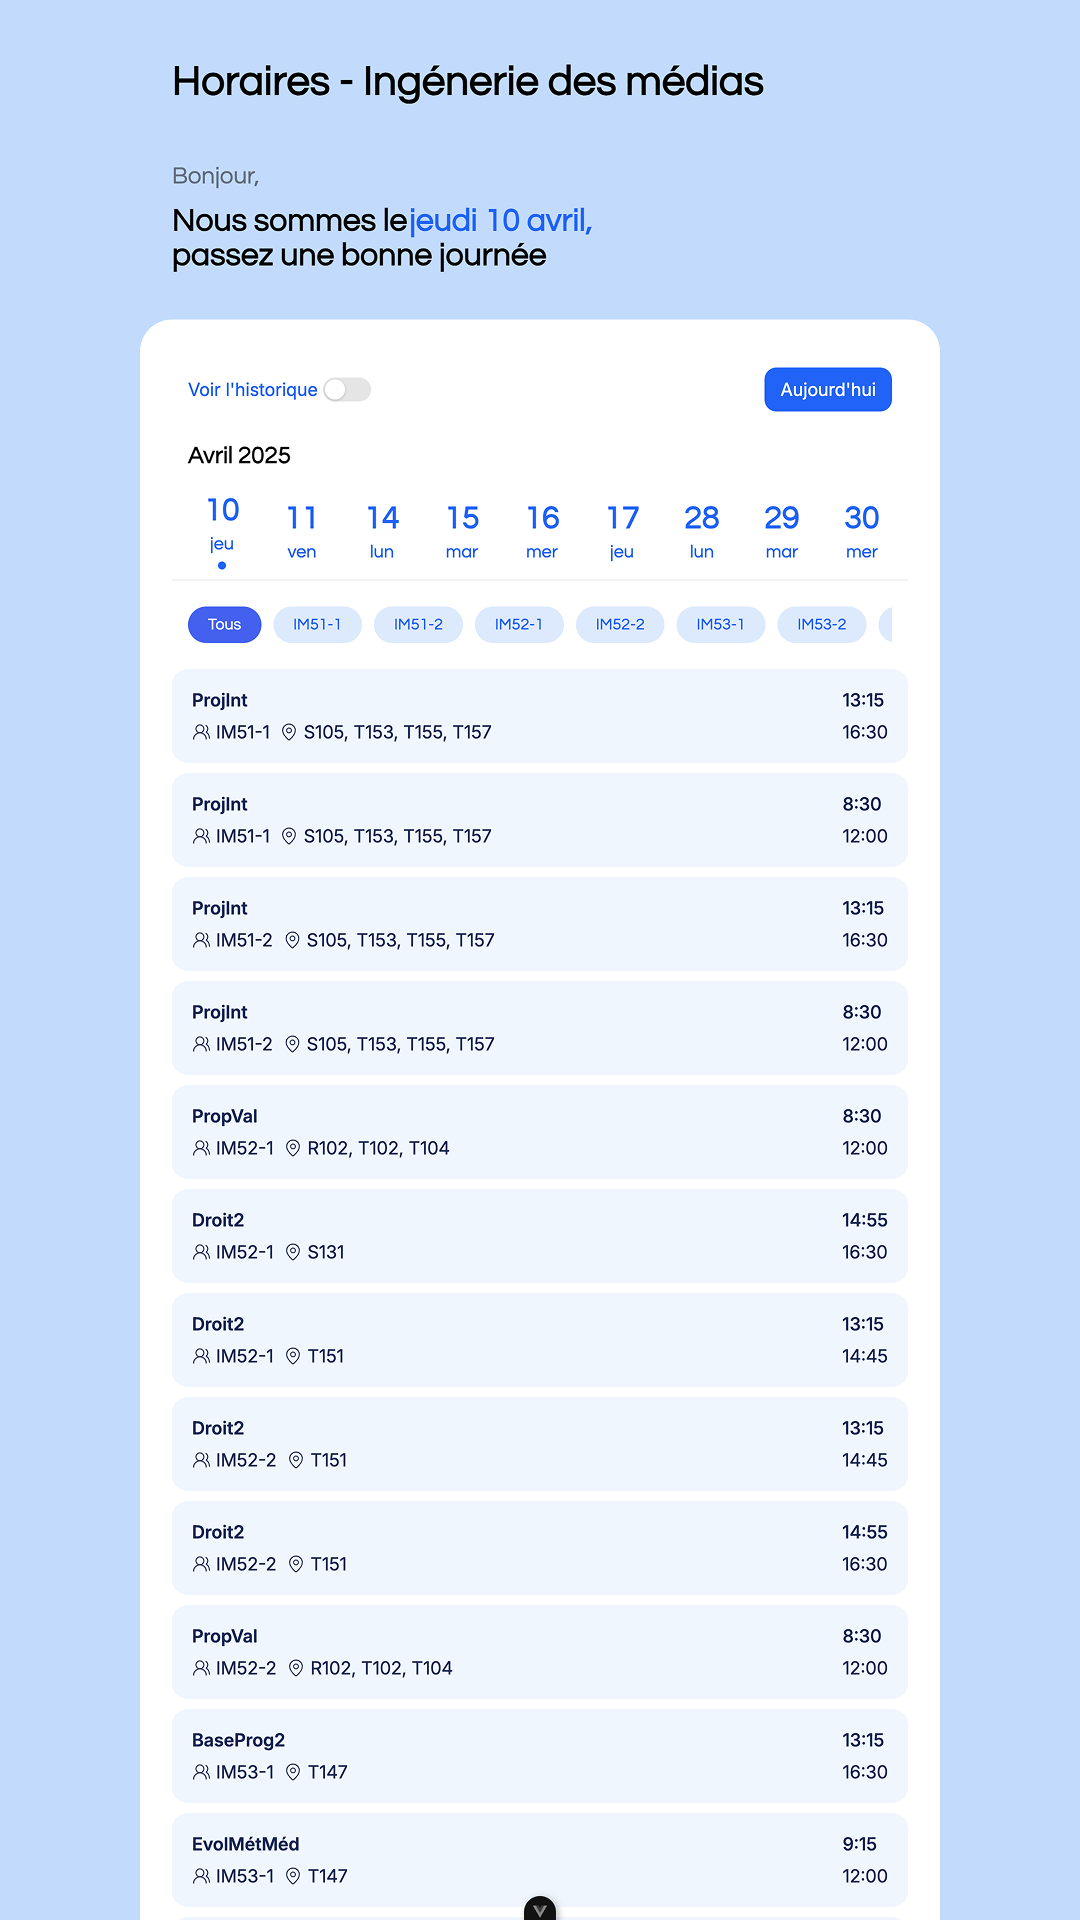 Horaires - Ingénerie des médias
Bonjour,
Nous sommes le jeudi 10 avril,
passez une bonne journée
Voir l'historique
Aujourd'hui
Avril 2025
10 11 14 15 16 17 28 29 30
jeu ven lun mar mer jeu lun mar mer
Tous IM51-1 IM51-2 IM52-1 IM52-2 IM53-1 IM53-2
ProjInt 13:15
IM51-1 S105, T153, T155, T157 16:30
ProjInt 8:30
IM51-1 S105, T153, T155, T157 12:00
ProjInt 13:15
IM51-2 S105, T153, T155, T157 16:30
ProjInt 8:30
IM51-2 S105, T153, T155, T157 12:00
PropVal 8:30
IM52-1 R102, T102, T104 12:00
Droit2 14:55
IM52-1 S131 16:30
Droit2 13:15
IM52-1 T151 14:45
Droit2 13:15
IM52-2 T151 14:45
Droit2 14:55
IM52-2 T151 16:30
PropVal 8:30
IM52-2 R102, T102, T104 12:00
BaseProg2 13:15
IM53-1 T147 16:30
EvolMétMéd 9:15
IM53-1 T147 12:00